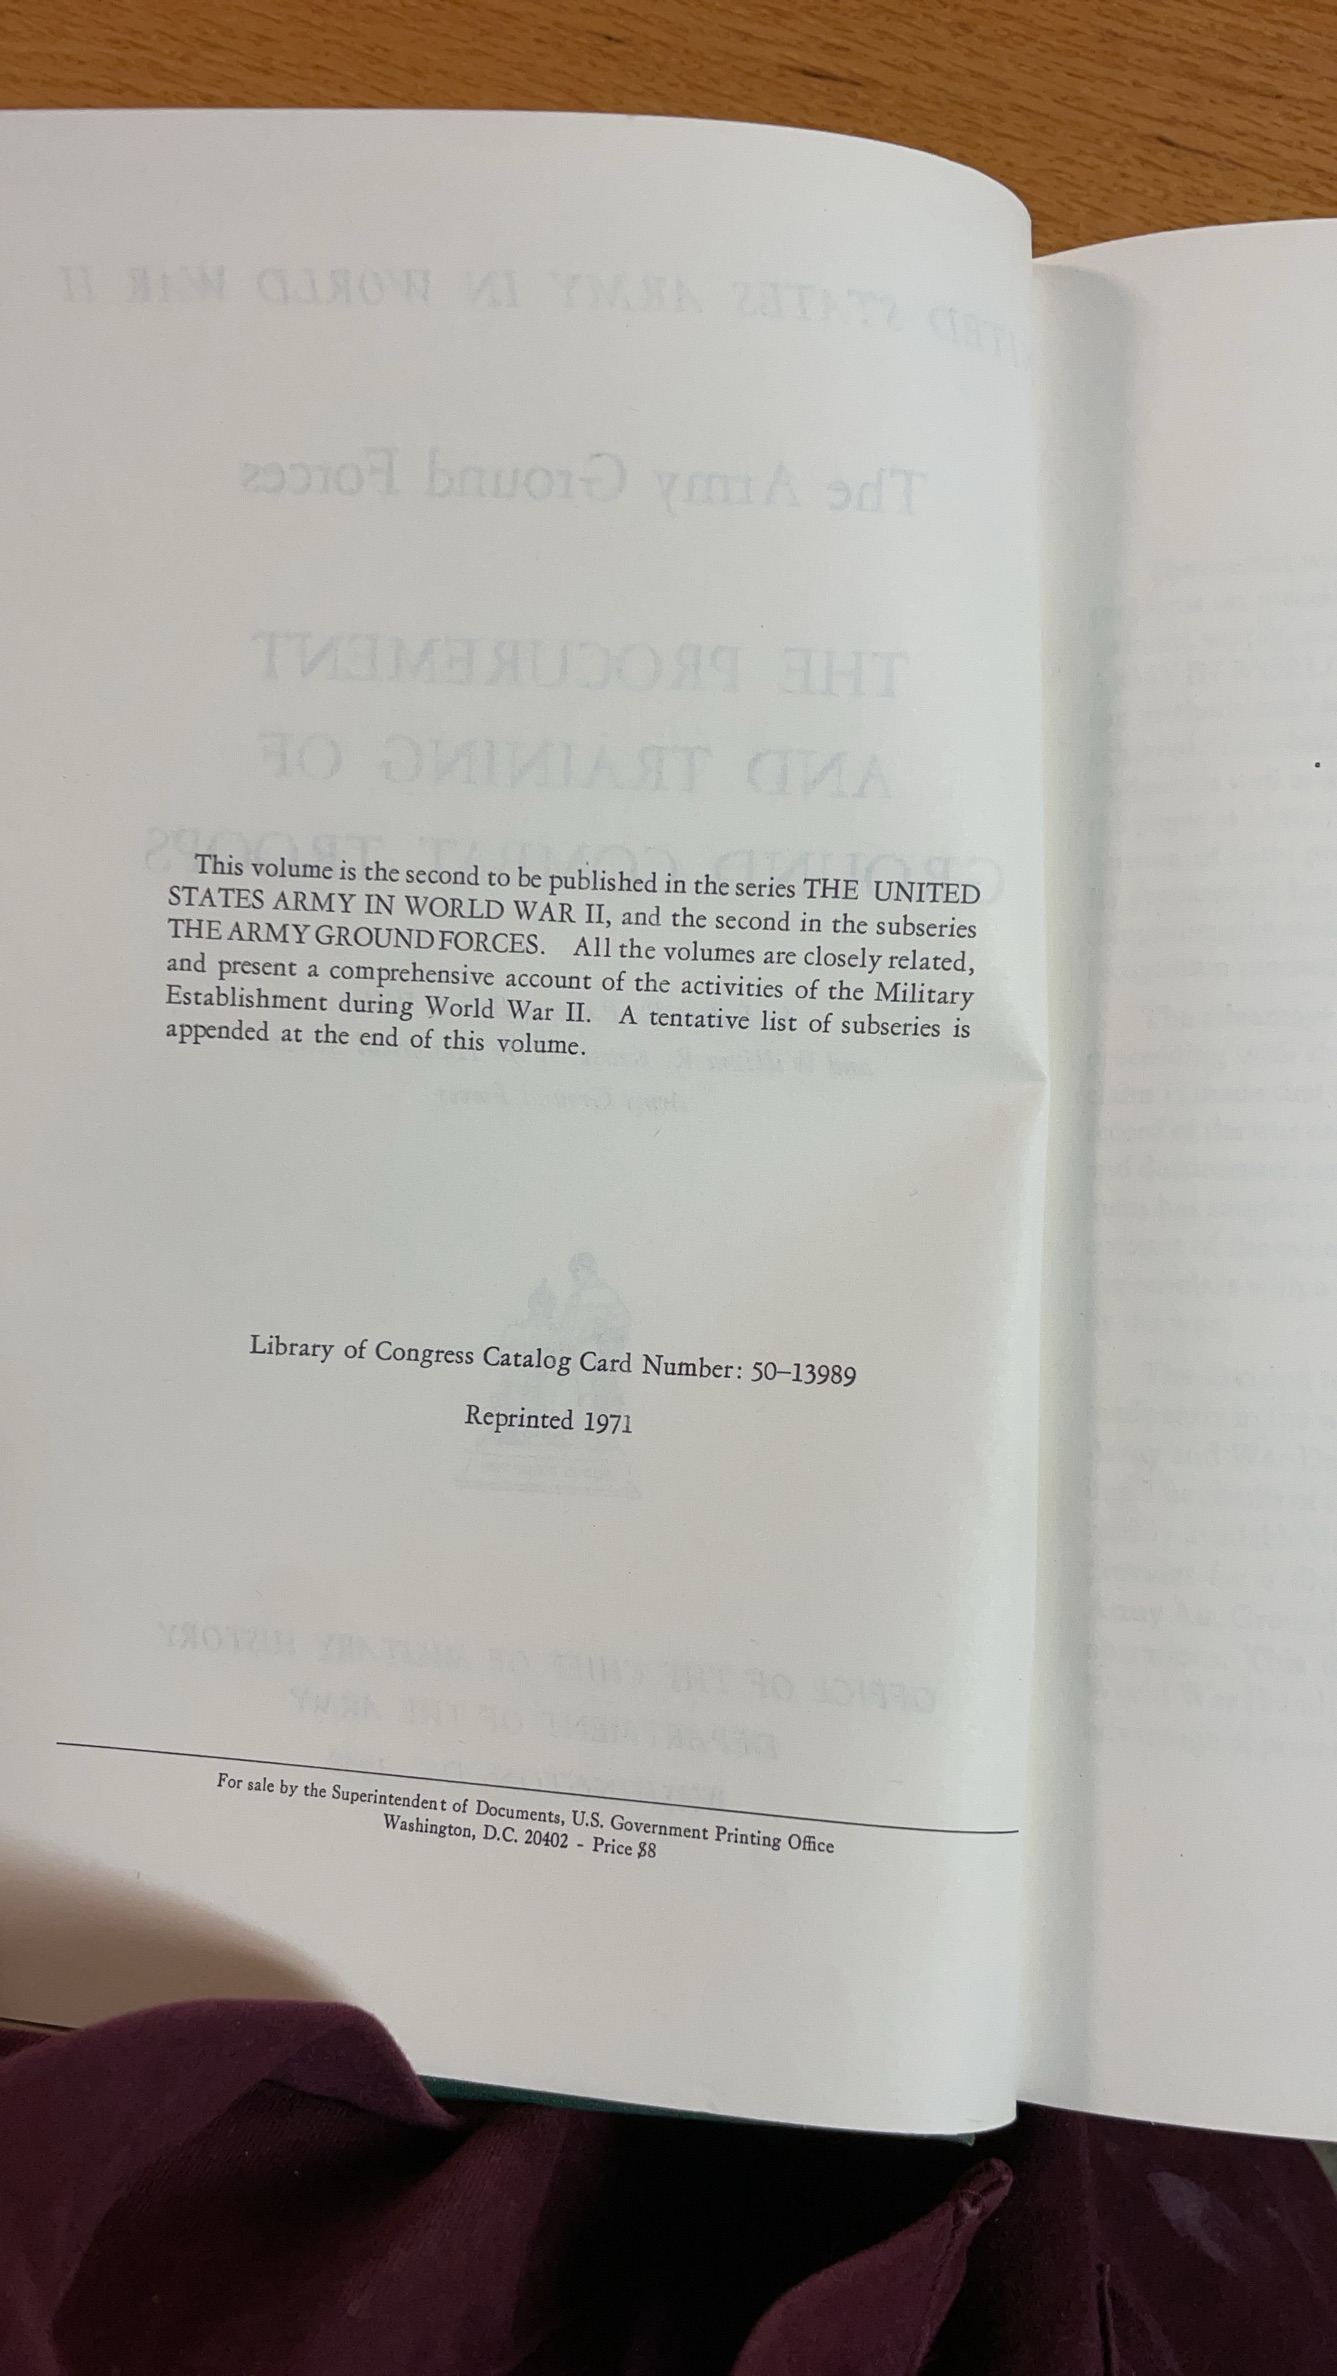 This volume is the second to be published in the series THE UNITED
STATES ARMY IN WORLD WAR II, and the second in the subseries
THE ARMY GROUND FORCES. All the volumes are closely related,
and present a comprehensive account of the activities of the Military
Establishment during World War II. A tentative list of subseries is
appended at the end of this volume.
Library of Congress Catalog Card Number: 50–13989
Reprinted 1971
For sale by the Superintendent of Documents, U.S. Government Printing Office
Washington, D.C. 20402 - Price $8